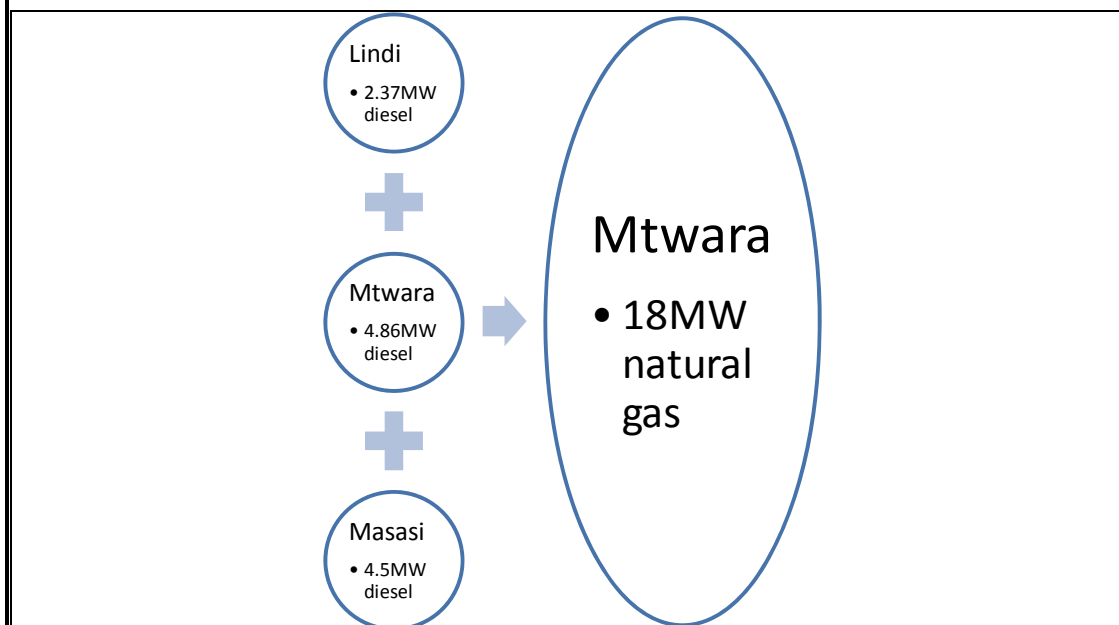 Lindi
• 2.37MW
diesel
Mtwara
• 4.86MW
diesel
Masasi
• 4.5MW
diesel
Mtwara
• 18MW
natural
gas